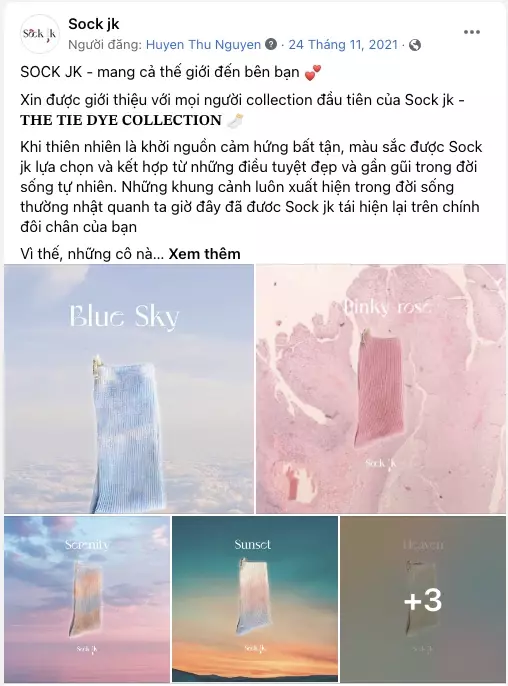 Sock jk
Sock jk
Người đăng: Huyen Thu Nguyen · 24 Tháng 11, 2021 ·
SOCK JK - mang cả thế giới đến bên bạn 💕
Xin được giới thiệu với mọi người collection đầu tiên của Sock jk -
𝐓𝐇𝐄 𝐓𝐈𝐄 𝐃𝐘𝐄 𝐂𝐎𝐋𝐋𝐄𝐂𝐓𝐈𝐎𝐍 🧦
Khi thiên nhiên là khởi nguồn cảm hứng bất tận, màu sắc được Sock
jk lựa chọn và kết hợp từ những điều tuyệt đẹp và gần gũi trong đời
sống tự nhiên. Những khung cảnh luôn xuất hiện trong đời sống
thường nhật quanh ta giờ đây đã đươc Sock jk tái hiện lại trên chính
đôi chân của bạn
Vì thế, những cô nà... Xem thêm
Blue Sky
Pinky rose
Sock jk
Serenity
Sock jk
Sunset
Sock jk
Heaven
+3